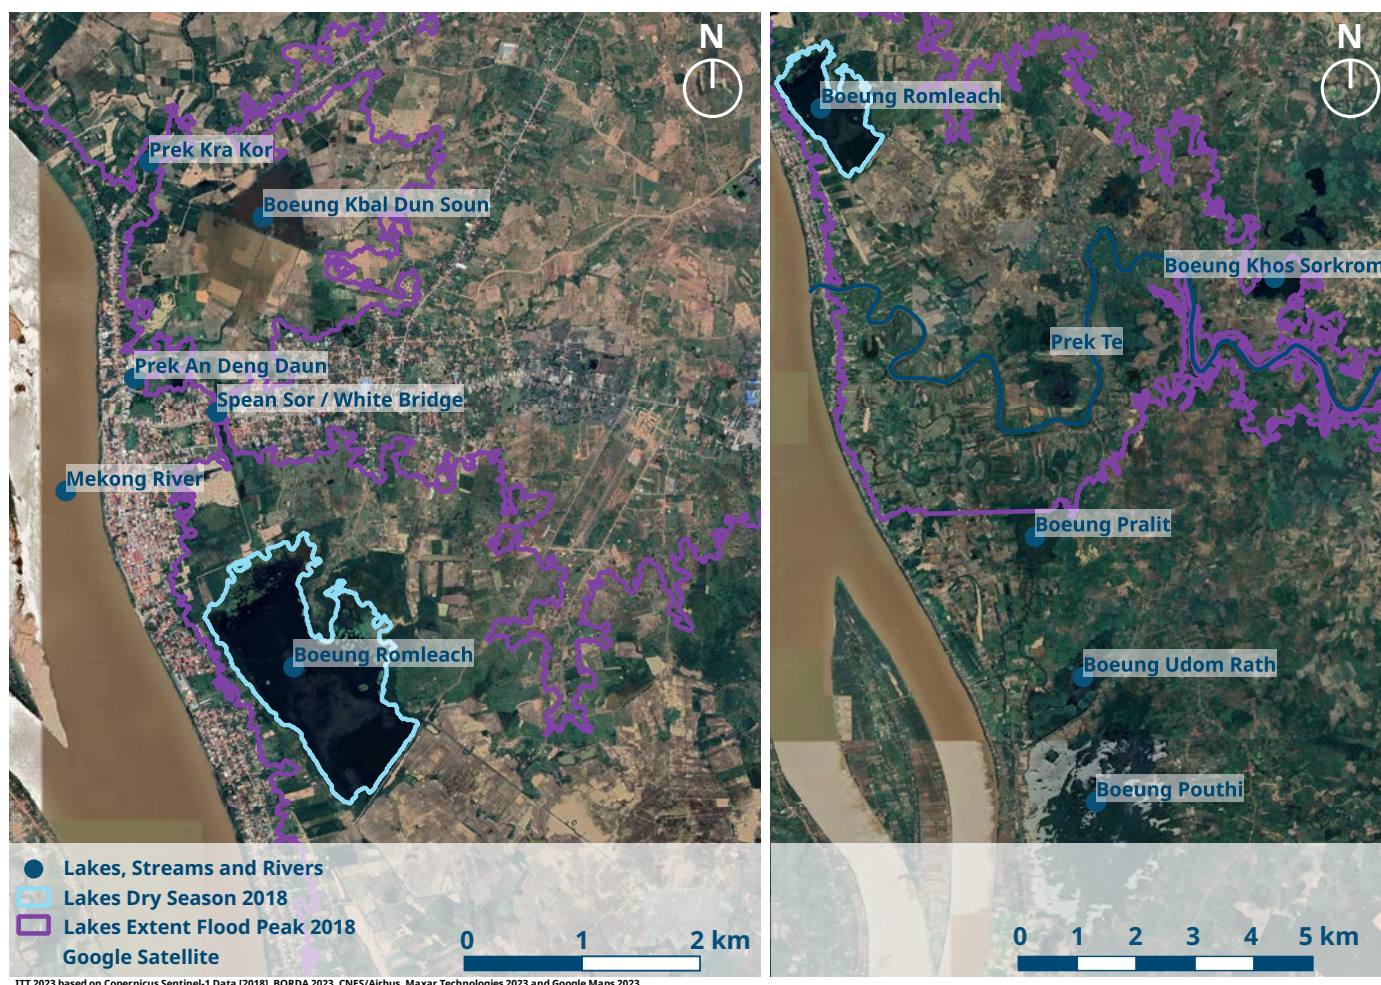 N
Prek Kra Kor
Boeung Kbal Dun Soun
Prek An Deng Daun
Spean Sor / White Bridge
Mekong River
Boeung Romleach
Lakes, Streams and Rivers
Lakes Dry Season 2018
Lakes Extent Flood Peak 2018
Google Satellite
0 1 2 km
N
Boeung Romleach
Boeung Khos Sorkrom
Prek Te
Boeung Pralit
Boeung Udom Rath
Boeung Pouthi
0 1 2 3 4 5 km
ITT 2023 based on Copernicus Sentinel-1 Data [2018], BORDA 2023, CNES/Airbus, Maxar Technologies 2023 and Google Maps 2023